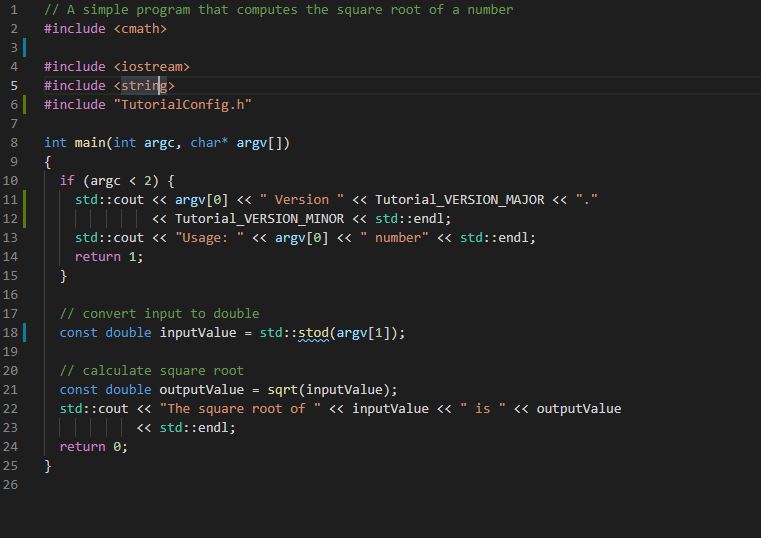 1 // A simple program that computes the square root of a number
2 #include <cmath>
3
4 #include <iostream>
5 #include <string>
6 #include "TutorialConfig.h"
7
8 int main(int argc, char* argv[])
9 {
10   if (argc < 2) {
11     std::cout << argv[0] << " Version " << Tutorial_VERSION_MAJOR << "."
12               << Tutorial_VERSION_MINOR << std::endl;
13     std::cout << "Usage: " << argv[0] << " number" << std::endl;
14     return 1;
15   }
16
17   // convert input to double
18   const double inputValue = std::stod(argv[1]);
19
20   // calculate square root
21   const double outputValue = sqrt(inputValue);
22   std::cout << "The square root of " << inputValue << " is " << outputValue
23             << std::endl;
24   return 0;
25 }
26